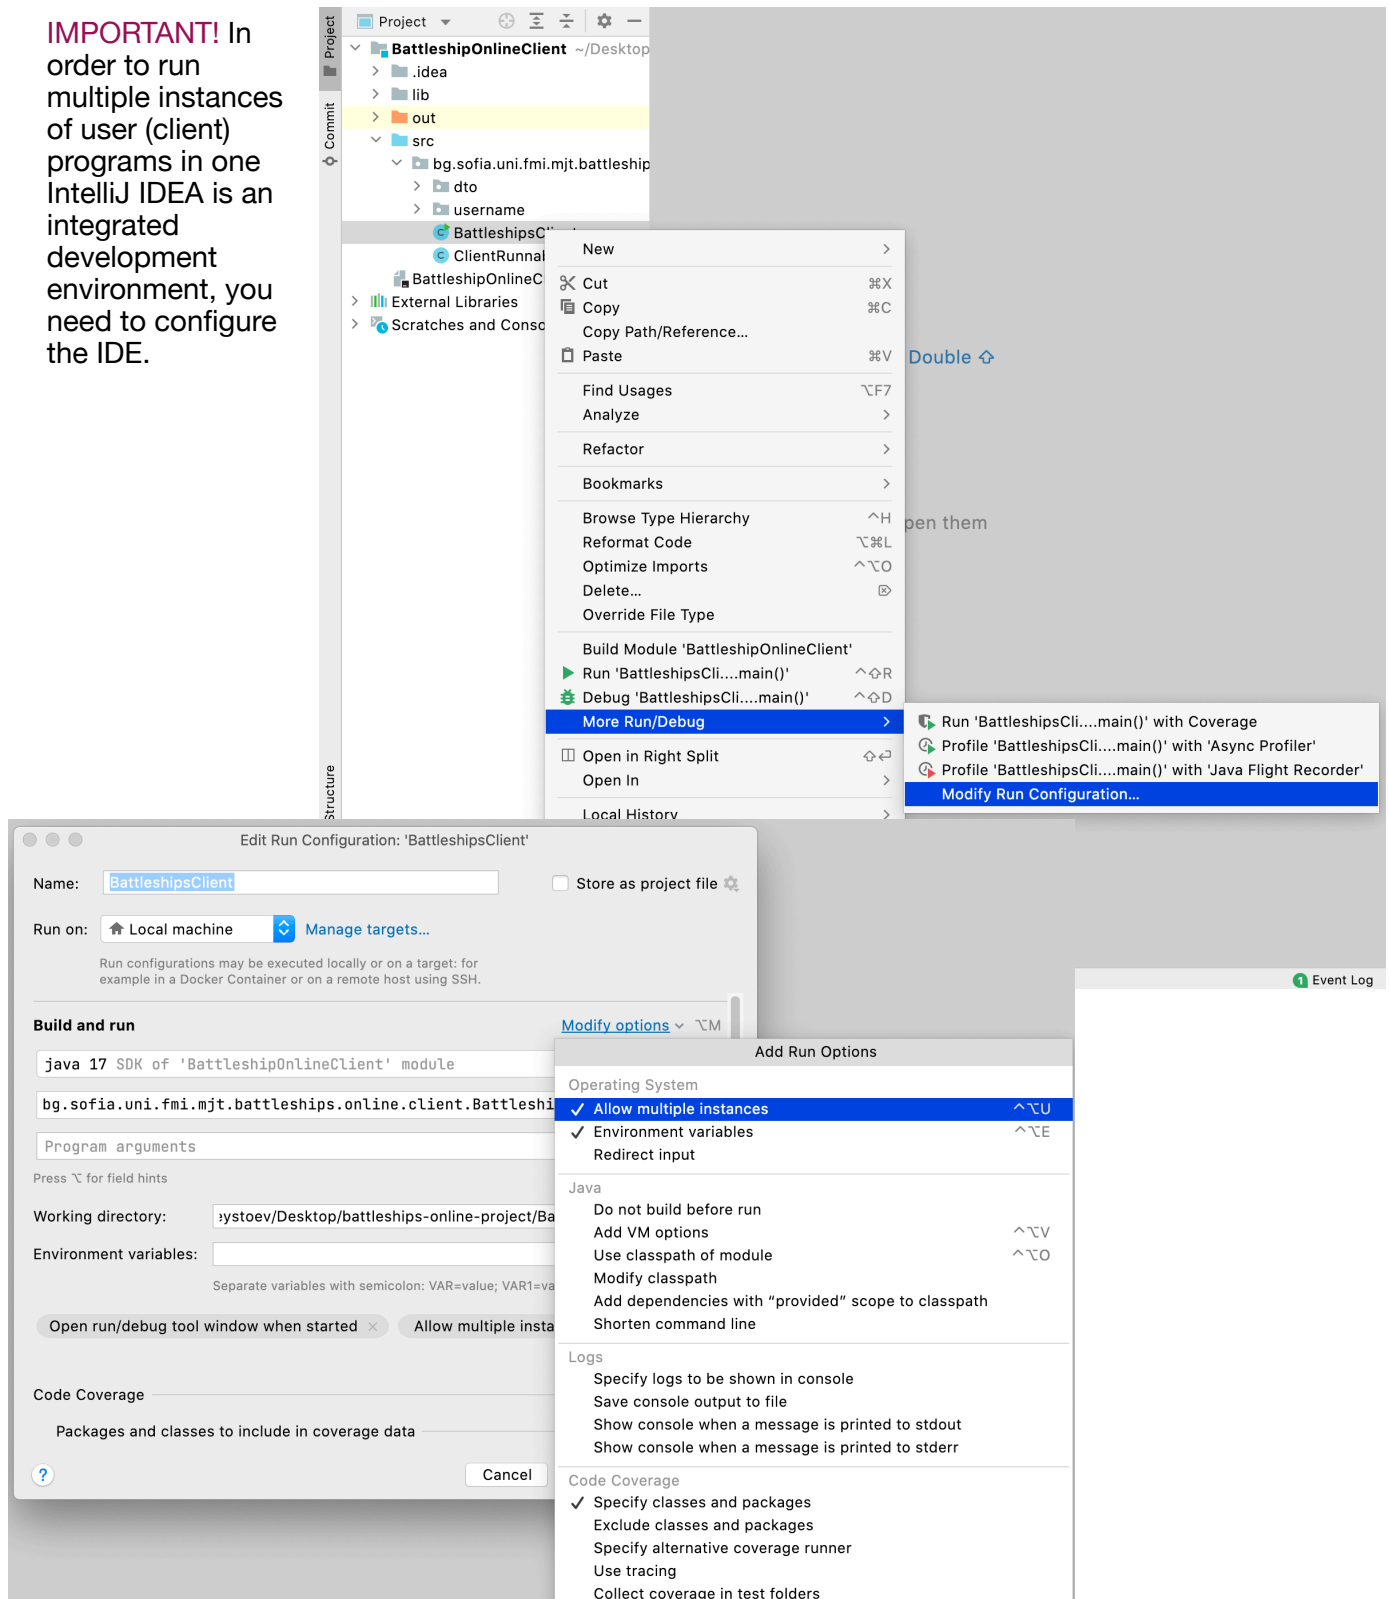 IMPORTANT! In
order to run
multiple instances
of user (client)
programs in one
IntelliJ IDEA is an
integrated
development
environment, you
need to configure
the IDE.
Project
Commit
Structure
Project
BattleshipOnlineClient ~/Desktop
.idea
lib
out
src
bg.sofia.uni.fmi.mjt.battleship
dto
username
BattleshipsClient
ClientRunnab
BattleshipOnlineC
External Libraries
Scratches and Conso
New
Cut ⌘X
Copy ⌘C
Copy Path/Reference...
Paste ⌘V
Find Usages ⌥F7
Analyze
Refactor
Bookmarks
Browse Type Hierarchy ^H
Reformat Code ⌥⌘L
Optimize Imports ^⌥O
Delete... ⌦
Override File Type
Build Module 'BattleshipOnlineClient'
Run 'BattleshipsCli....main()' ^⇧R
Debug 'BattleshipsCli....main()' ^⇧D
More Run/Debug
Open in Right Split ⇧↩
Open In
Local History
Double ⇧
pen them
Run 'BattleshipsCli....main()' with Coverage
Profile 'BattleshipsCli....main()' with 'Async Profiler'
Profile 'BattleshipsCli....main()' with 'Java Flight Recorder'
Modify Run Configuration...
Edit Run Configuration: 'BattleshipsClient'
Name: BattleshipsClient Store as project file
Run on: Local machine Manage targets...
Run configurations may be executed locally or on a target: for
example in a Docker Container or on a remote host using SSH.
Build and run Modify options ⌥M
java 17 SDK of 'BattleshipOnlineClient' module
bg.sofia.uni.fmi.mjt.battleships.online.client.Battleshi
Program arguments
Press ⌥ for field hints
Working directory: eystoev/Desktop/battleships-online-project/Ba
Environment variables:
Separate variables with semicolon: VAR=value; VAR1=va
Open run/debug tool window when started × Allow multiple insta
Code Coverage
Packages and classes to include in coverage data
? Cancel
Add Run Options
Operating System
✓ Allow multiple instances ^⌥U
✓ Environment variables ^⌥E
Redirect input
Java
Do not build before run
Add VM options ^⌥V
Use classpath of module ^⌥O
Modify classpath
Add dependencies with “provided” scope to classpath
Shorten command line
Logs
Specify logs to be shown in console
Save console output to file
Show console when a message is printed to stdout
Show console when a message is printed to stderr
Code Coverage
✓ Specify classes and packages
Exclude classes and packages
Specify alternative coverage runner
Use tracing
Collect coverage in test folders
1 Event Log